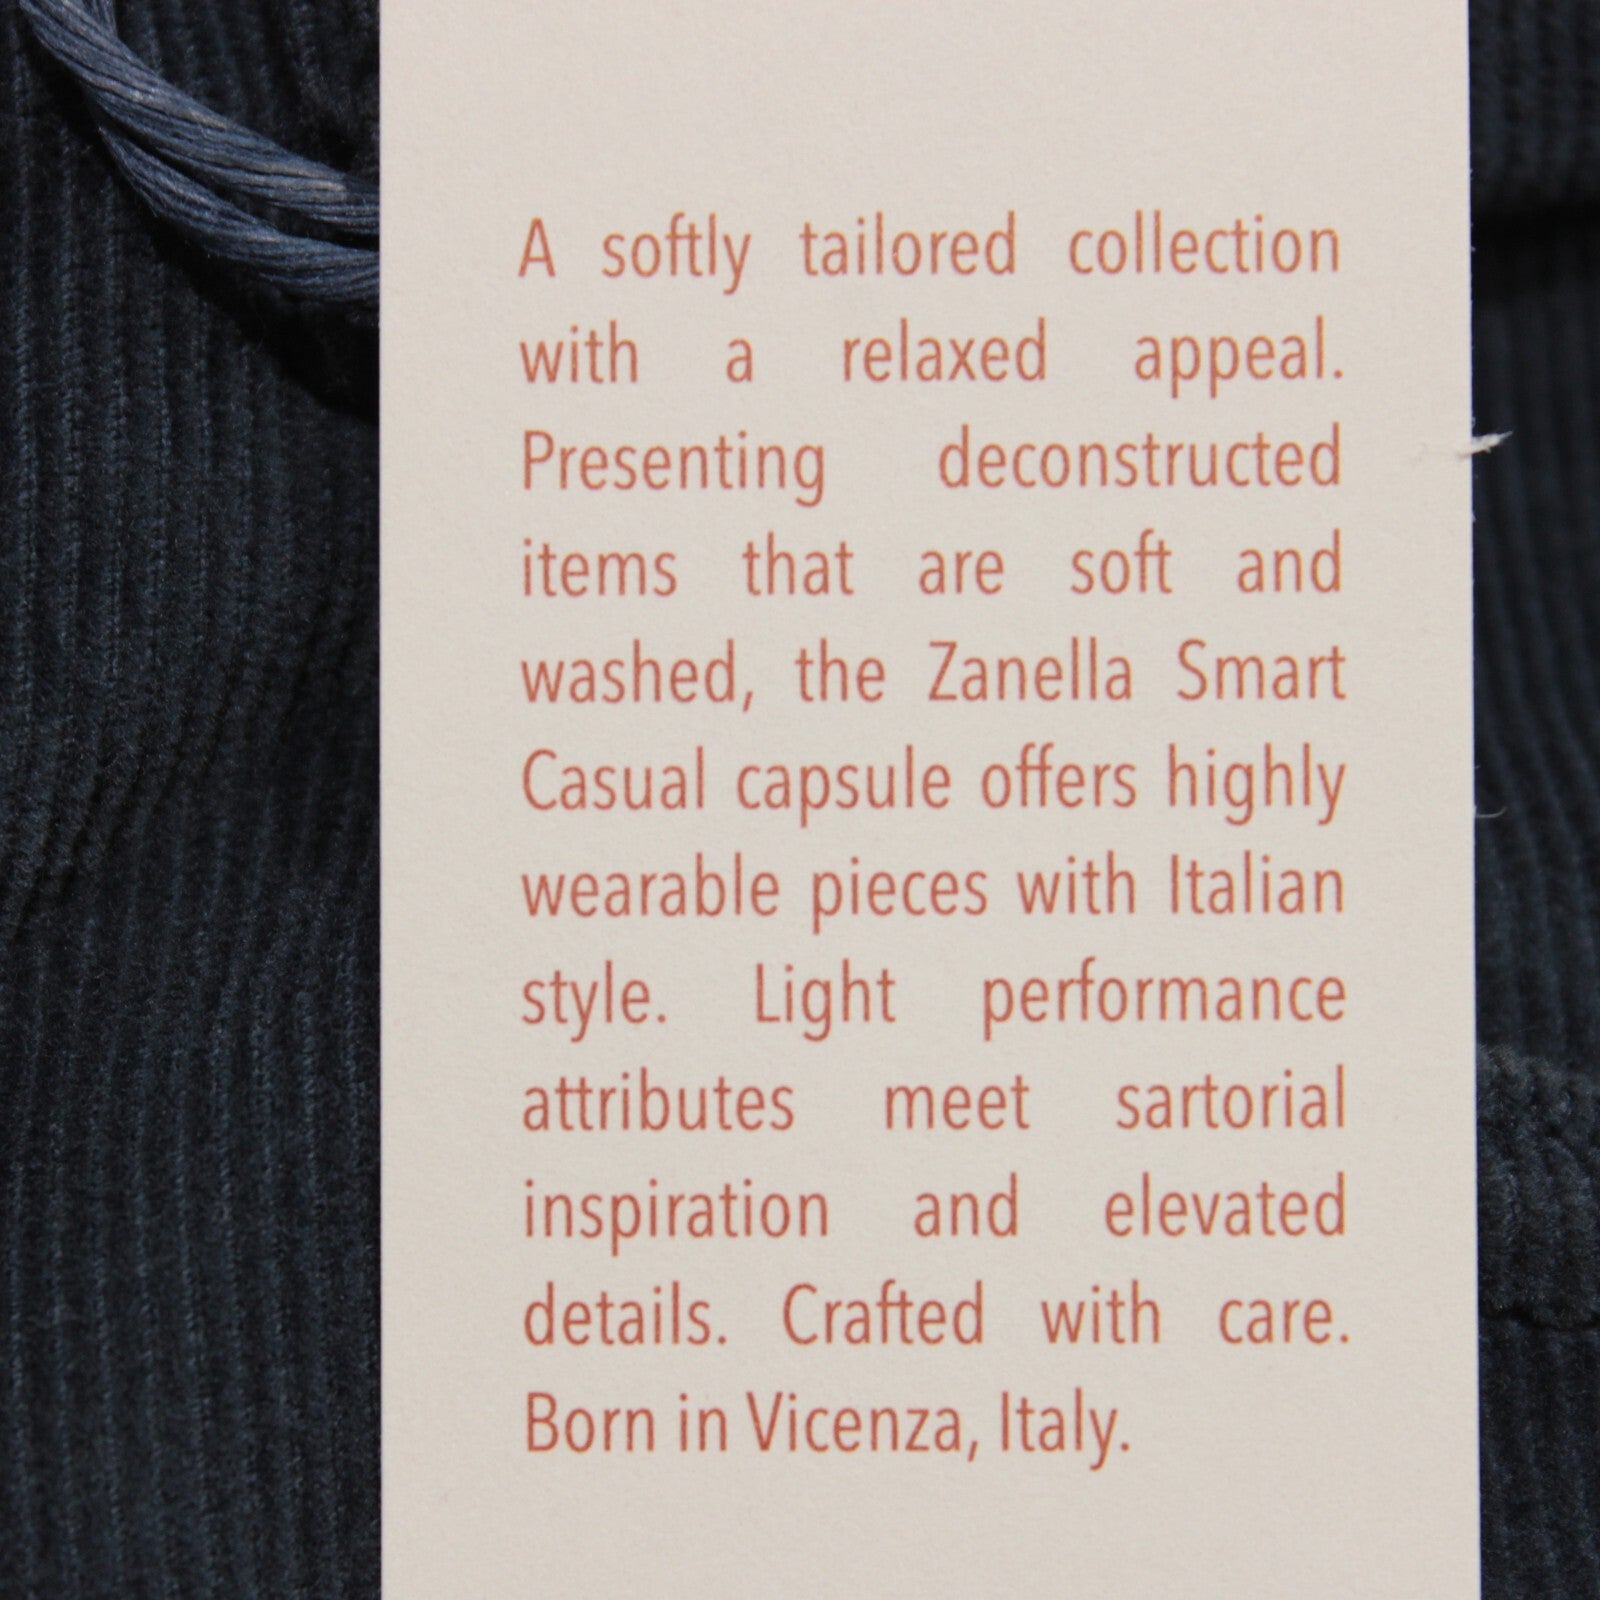 A softly tailored collection
with a relaxed appeal.
Presenting deconstructed
items that are soft and
washed, the Zanella Smart
Casual capsule offers highly
wearable pieces with Italian
style. Light performance
attributes meet sartorial
inspiration and elevated
details. Crafted with care.
Born in Vicenza, Italy.